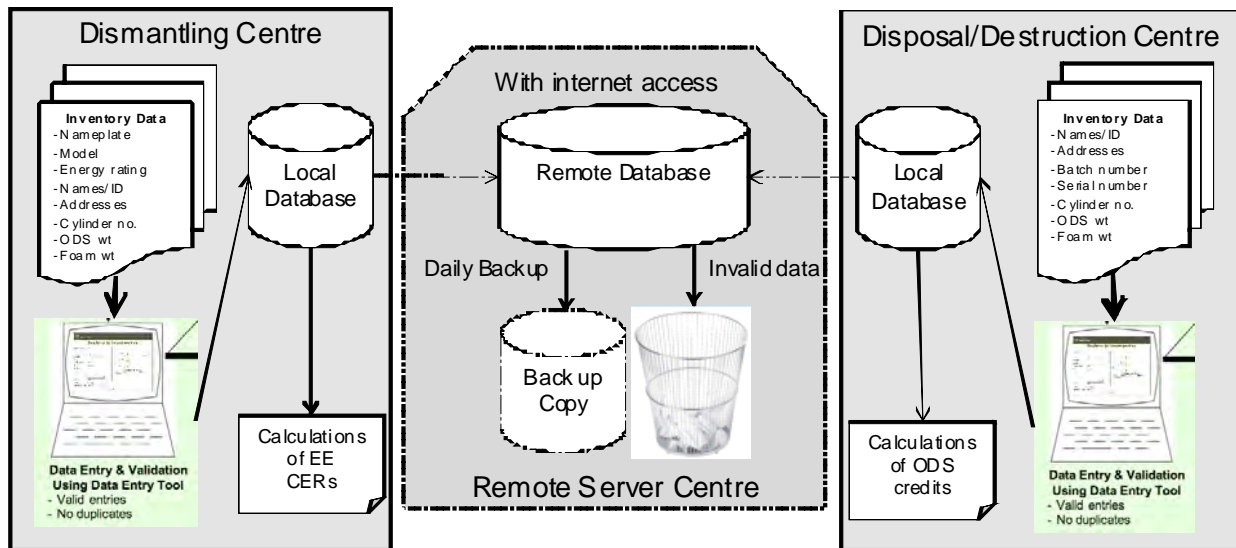 Dismantling Centre
Inventory Data
- Nameplate
- Model
- Energy rating
- Names/ID
- Addresses
- Cylinder no.
- ODS wt
- Foam wt
Local
Database
Data Entry & Validation
Using Data Entry Tool
- Valid entries
- No duplicates
Calculations
of EE
CERs
With internet access
Remote Database
Daily Backup
Invalid data
Back up
Copy
Remote Server Centre
Disposal/Destruction Centre
Local
Database
Inventory Data
- Names/ID
- Addresses
- Batch number
- Serial number
- Cylinder no.
- ODS wt
- Foam wt
Calculations
of ODS
credits
Data Entry & Validation
Using Data Entry Tool
- Valid entries
- No duplicates